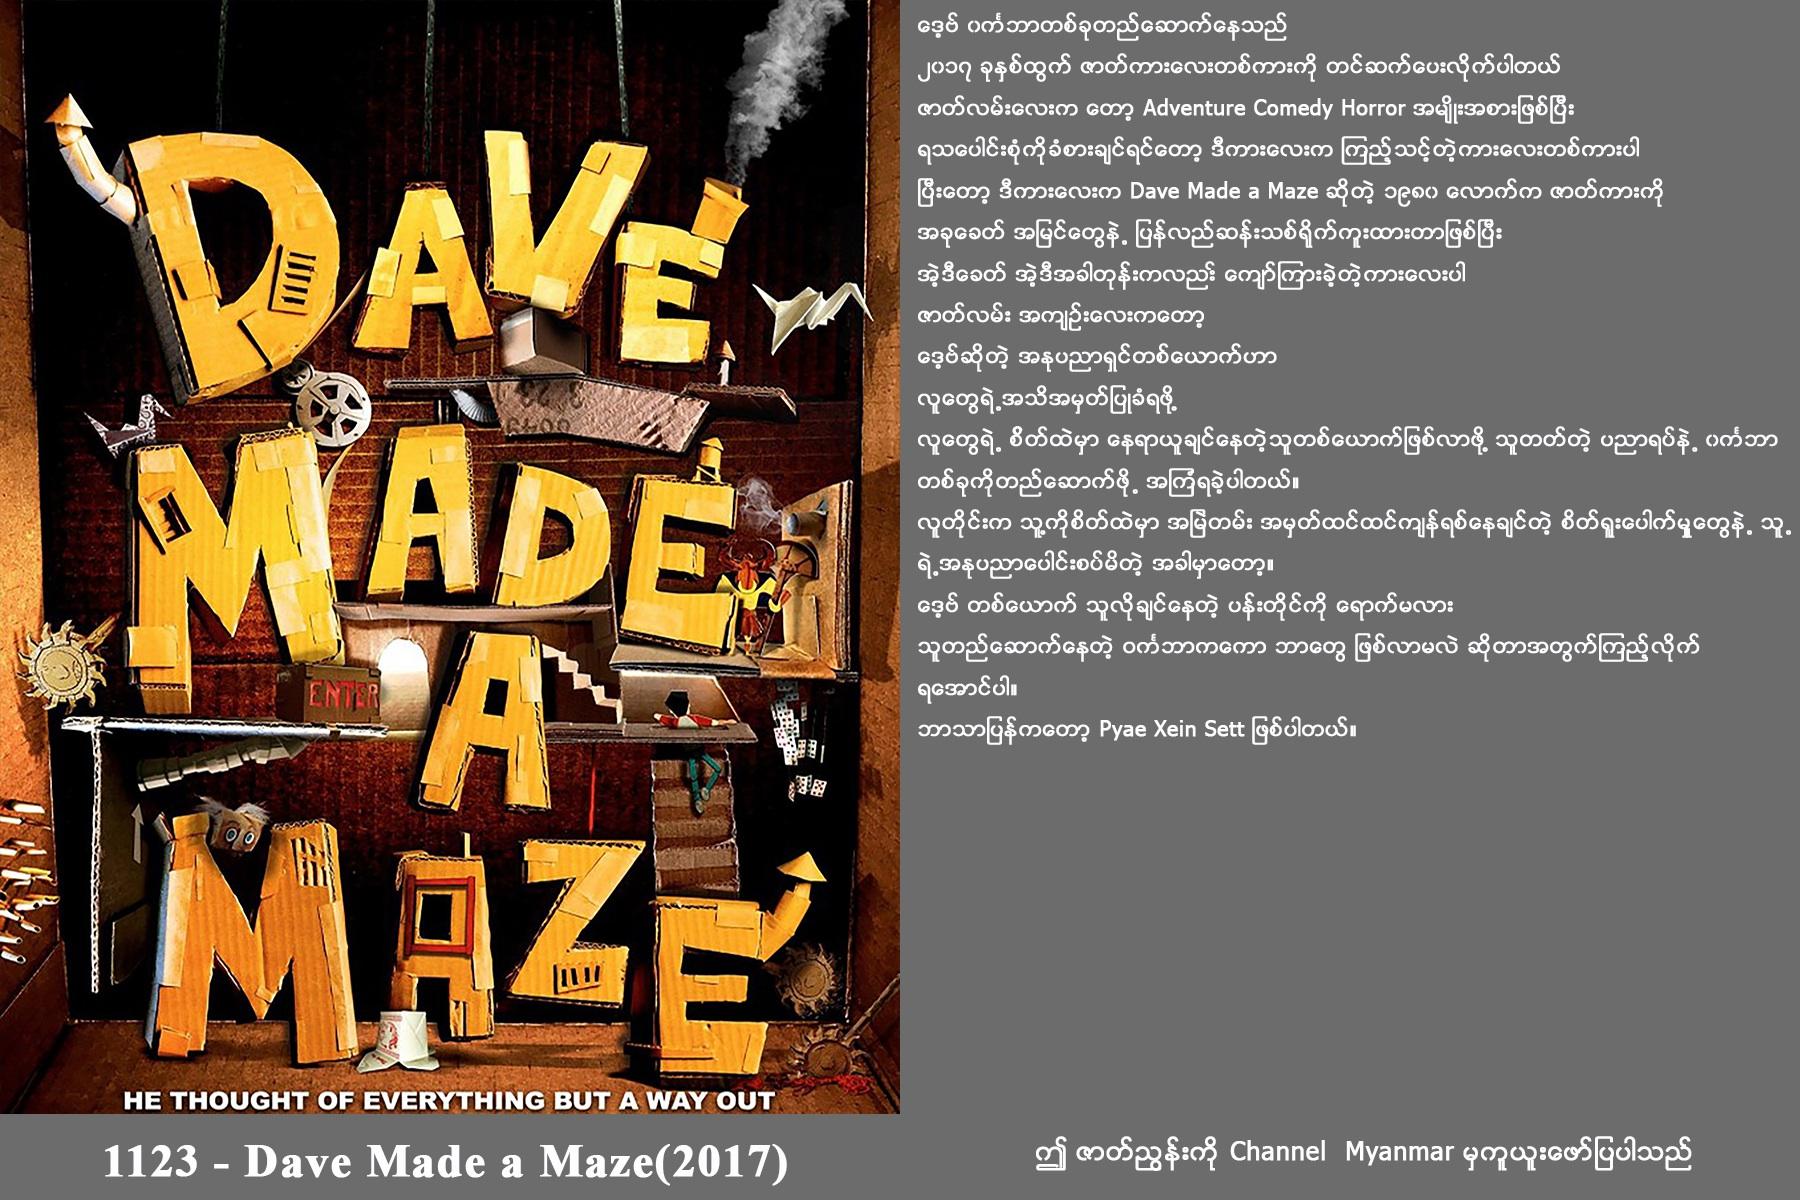 DAVE
MADE
ENTER
A
MAZE
HE THOUGHT OF EVERYTHING BUT A WAY OUT
1123 - Dave Made a Maze(2017)
ဒေ့ဗ် ဝင်္ကဘာတစ်ခုတည်ဆောက်နေသည်
၂၀၁၇ ခုနှစ်ထွက် ဇာတ်ကားလေးတစ်ကားကို တင်ဆက်ပေးလိုက်ပါတယ်
ဇာတ်လမ်းလေးက တော့ Adventure Comedy Horror အမျိုးအစားဖြစ်ပြီး
ရသပေါင်းစုံကိုခံစားချင်ရင်တော့ ဒီကားလေးက ကြည့်သင့်တဲ့ကားလေးတစ်ကားပါ
ပြီးတော့ ဒီကားလေးက Dave Made a Maze ဆိုတဲ့ ၁၉၈၀ လောက်က ဇာတ်ကားကို
အခုခေတ် အမြင်တွေနဲ့ ပြန်လည်ဆန်းသစ်ရိုက်ကူးထားတာဖြစ်ပြီး
အဲ့ဒီခေတ် အဲ့ဒီအခါတုန်းကလည်း ကျော်ကြားခဲ့တဲ့ကားလေးပါ
ဇာတ်လမ်း အကျဉ်းလေးကတော့
ဒေ့ဗ်ဆိုတဲ့ အနုပညာရှင်တစ်ယောက်ဟာ
လူတွေရဲ့အသိအမှတ်ပြုခံရဖို့
လူတွေရဲ့ စိတ်ထဲမှာ နေရာယူချင်နေတဲ့သူတစ်ယောက်ဖြစ်လာဖို့ သူတတ်တဲ့ ပညာရပ်နဲ့ ဝင်္ကဘာ
တစ်ခုကိုတည်ဆောက်ဖို့ အကြံရခဲ့ပါတယ်။
လူတိုင်းက သူ့ကိုစိတ်ထဲမှာ အမြဲတမ်း အမှတ်ထင်ထင်ကျန်ရစ်နေချင်တဲ့ စိတ်ရူးပေါက်မှုတွေနဲ့ သူ့
ရဲ့အနုပညာပေါင်းစပ်မိတဲ့ အခါမှာတော့။
ဒေ့ဗ် တစ်ယောက် သူလိုချင်နေတဲ့ ပန်းတိုင်ကို ရောက်မလား
သူတည်ဆောက်နေတဲ့ ဝင်္ကဘာကကော ဘာတွေ ဖြစ်လာမလဲ ဆိုတာအတွက်ကြည့်လိုက်
ရအောင်ပါ။
ဘာသာပြန်ကတော့ Pyae Xein Sett ဖြစ်ပါတယ်။
ဤ ဇာတ်ညွှန်းကို Channel Myanmar မှကူယူးဖော်ပြပါသည်